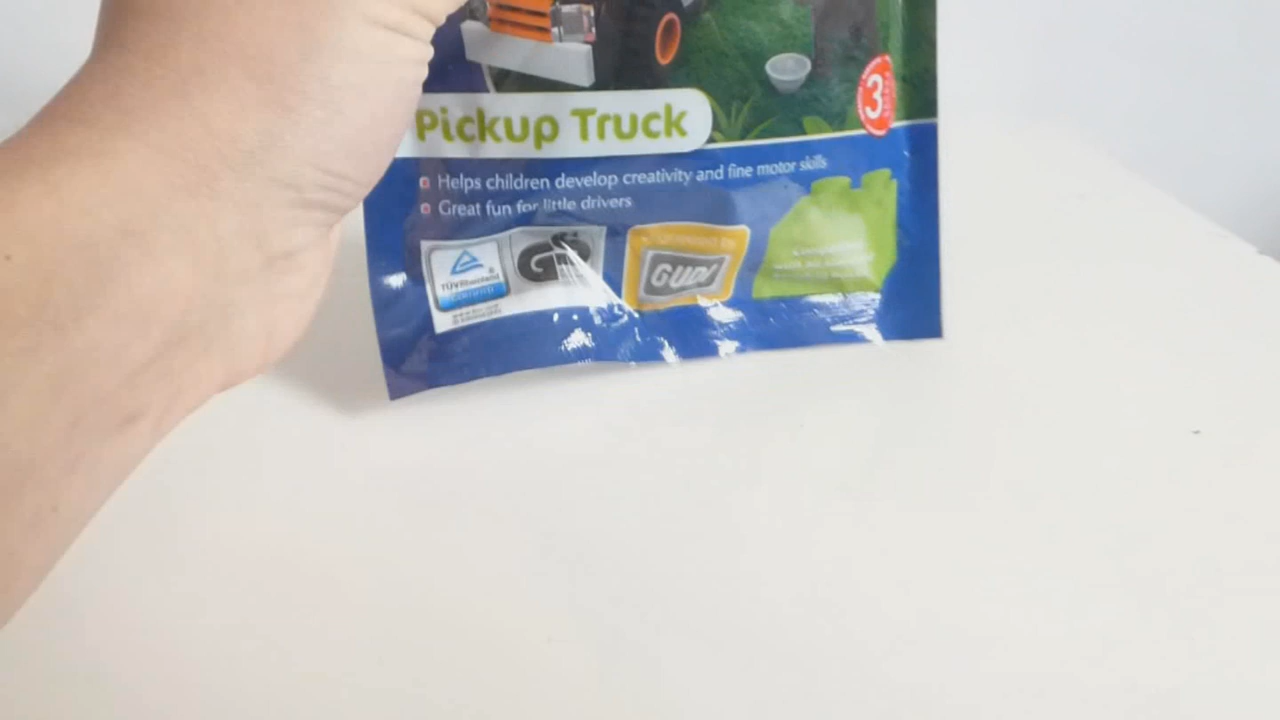 3
Pickup Truck
Helps children develop creativity and fine motor skills
Great fun for little drivers
TÜVRheinland
CERTIFIED
GS
GUDI